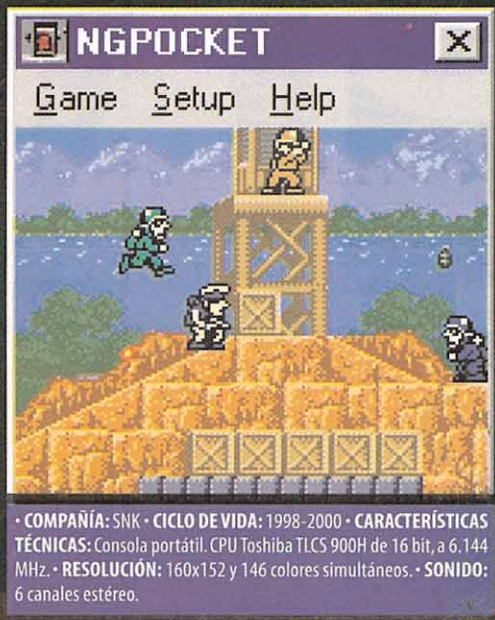 NGPOCKET
Game Setup Help
• COMPAÑÍA: SNK • CICLO DE VIDA: 1998-2000 • CARACTERÍSTICAS
TÉCNICAS: Consola portátil. CPU Toshiba TLCS 900H de 16 bit, a 6.144
MHz. • RESOLUCIÓN: 160x152 y 146 colores simultáneos. • SONIDO:
6 canales estéreo.